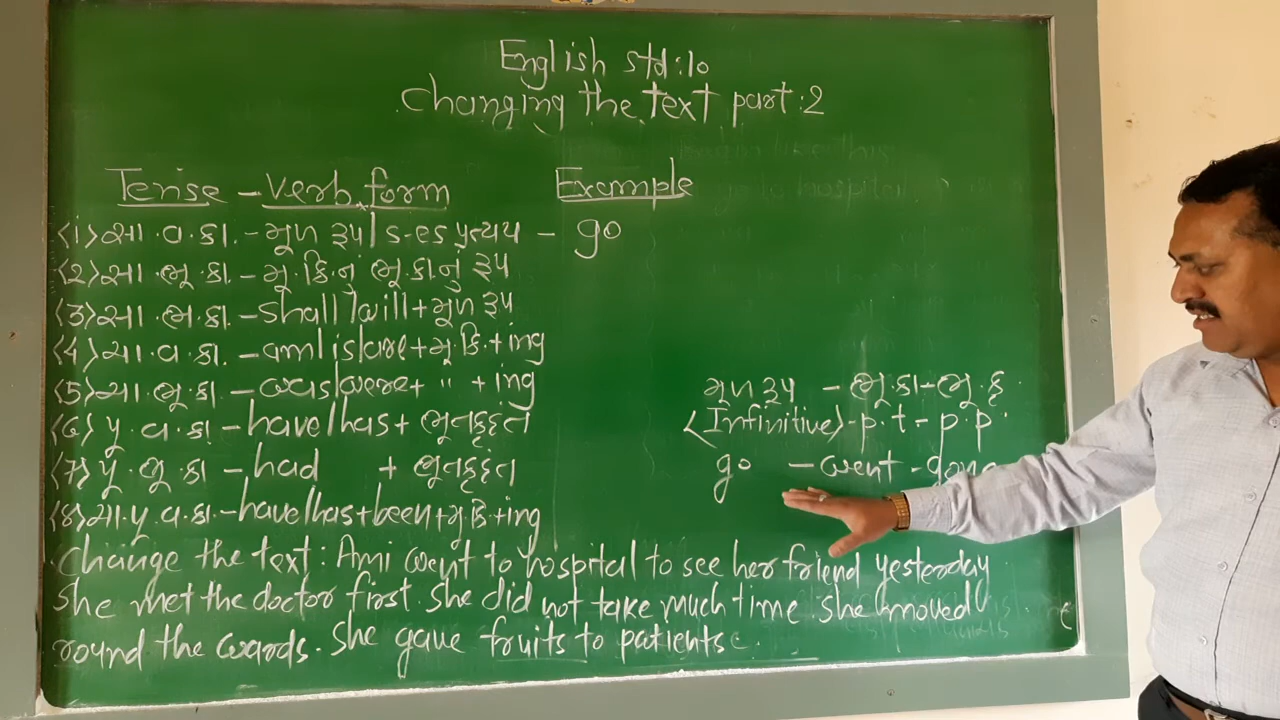 English std:10
Changing the text part:2
Tense - Verb form Example
<1> સા.વ.કા. - મૂળ રૂપ / s-es પ્રત્યય - go
<2> સા.ભૂ.કા - મૂ.ક્રિ.નું ભૂ.કા.નું રૂપ
<3> સા.ભ.કા. - shall/will + મૂળ રૂપ
<4> ચા.વ.કા. - am/is/are + મૂ.ક્રિ. + ing
<5> ચા.ભૂ.કા - was/were + " + ing
<6> પૂ.વ.કા - have/has + ભૂતકૃદંત
<7> પૂ.ભૂ.કા - had + ભૂતકૃદંત
<8> ચા.પૂ.વ.કા. - have/has + been + મૂ.ક્રિ + ing
મૂળ રૂપ - ભૂ.કા - ભૂ.કૃ.
<Infinitive> - p.t - p.p.
go - went - gone
Change the text: Ami went to hospital to see her friend yesterday.
She met the doctor first. She did not take much time. She moved
round the wards. She gave fruits to patients.